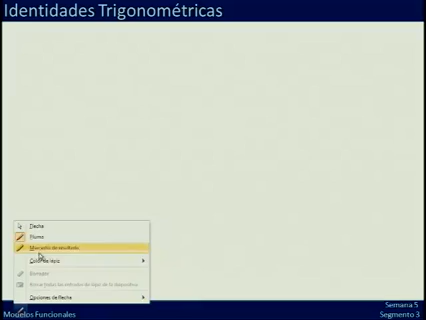 Identidades Trigonométricas
Flecha
Pluma
Marcador de resaltado
Color de lápiz
Borrador
Opciones de flecha
Semana 5
Modelos Funcionales
Segmento 3